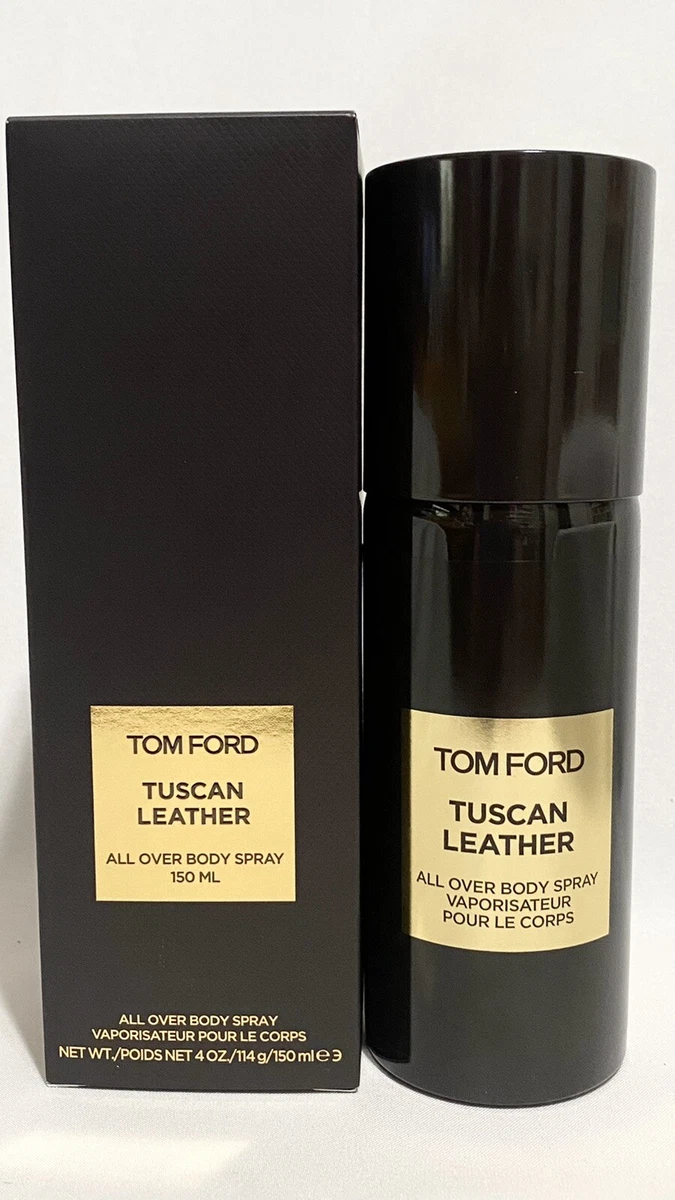 TOM FORD
TUSCAN
LEATHER
ALL OVER BODY SPRAY
150 ML
ALL OVER BODY SPRAY
VAPORISATEUR POUR LE CORPS
NET WT./POIDS NET 4 OZ./114 g/150 ml e э
TOM FORD
TUSCAN
LEATHER
ALL OVER BODY SPRAY
VAPORISATEUR
POUR LE CORPS